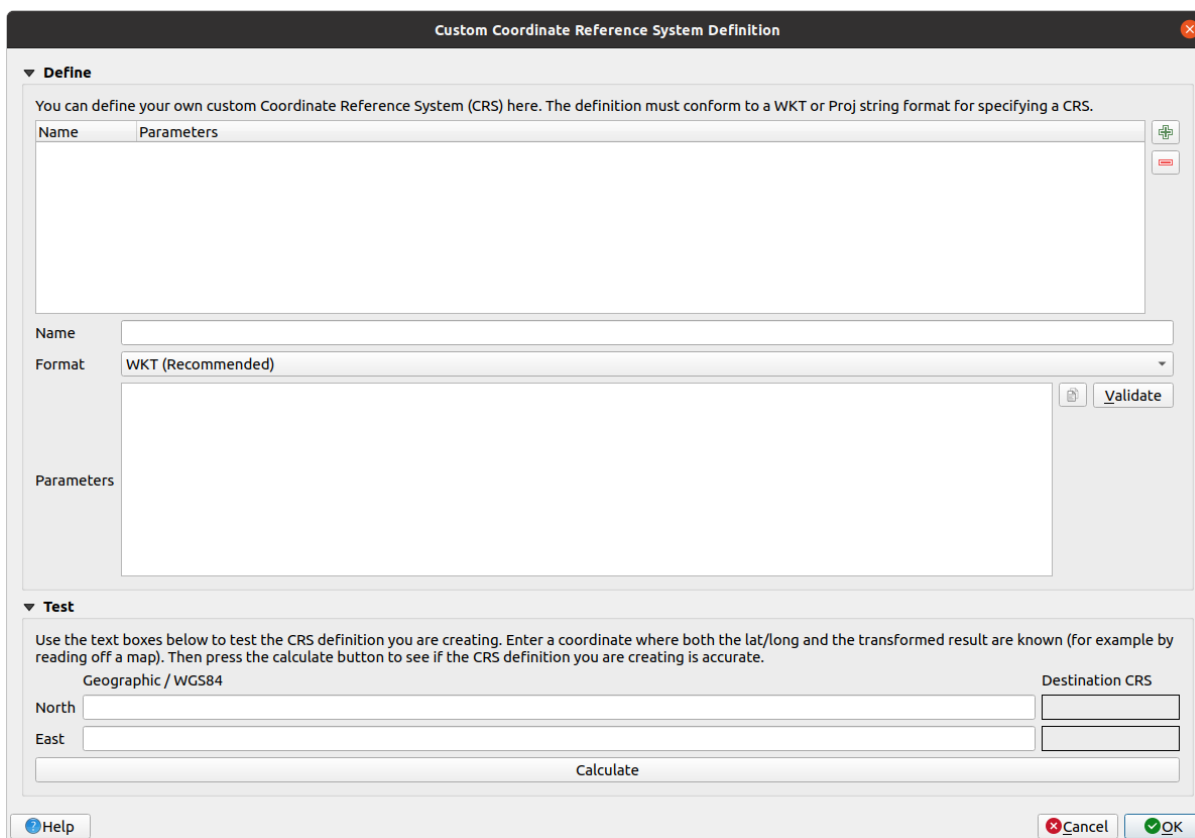 Custom Coordinate Reference System Definition
Define
You can define your own custom Coordinate Reference System (CRS) here. The definition must conform to a WKT or Proj string format for specifying a CRS.
Name Parameters
Name
Format WKT (Recommended)
Validate
Parameters
Test
Use the text boxes below to test the CRS definition you are creating. Enter a coordinate where both the lat/long and the transformed result are known (for example by
reading off a map). Then press the calculate button to see if the CRS definition you are creating is accurate.
Geographic / WGS84 Destination CRS
North
East
Calculate
Help Cancel OK